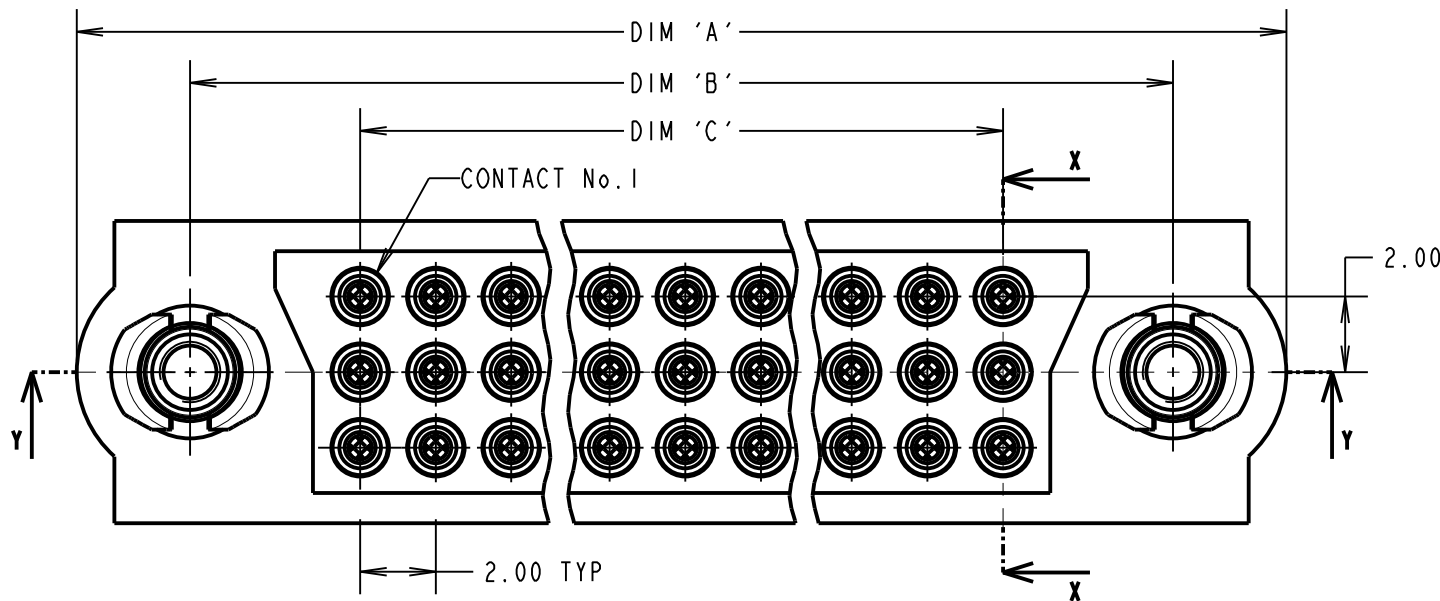 DIM 'A'
DIM 'B'
DIM 'C'
X
CONTACT No.1
2.00
Y
Y
2.00 TYP
X